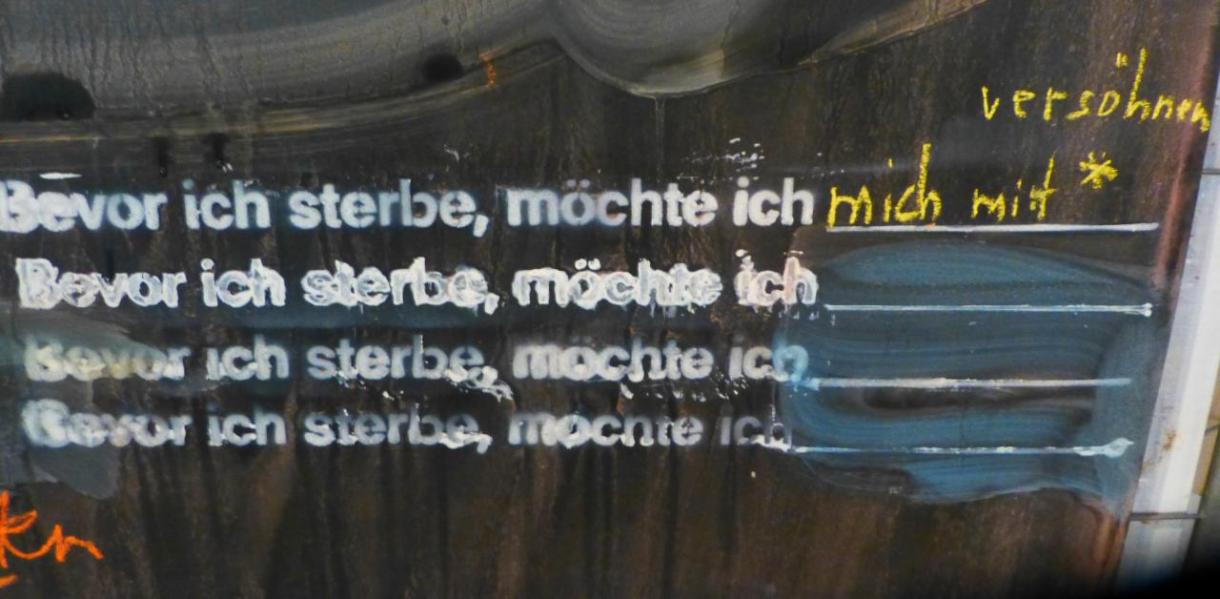 versöhnen
Bevor ich sterbe, möchte ich mich mit *
Bevor ich sterbe, möchte ich
Bevor ich sterbe, möchte ich
Bevor ich sterbe, möchte ich